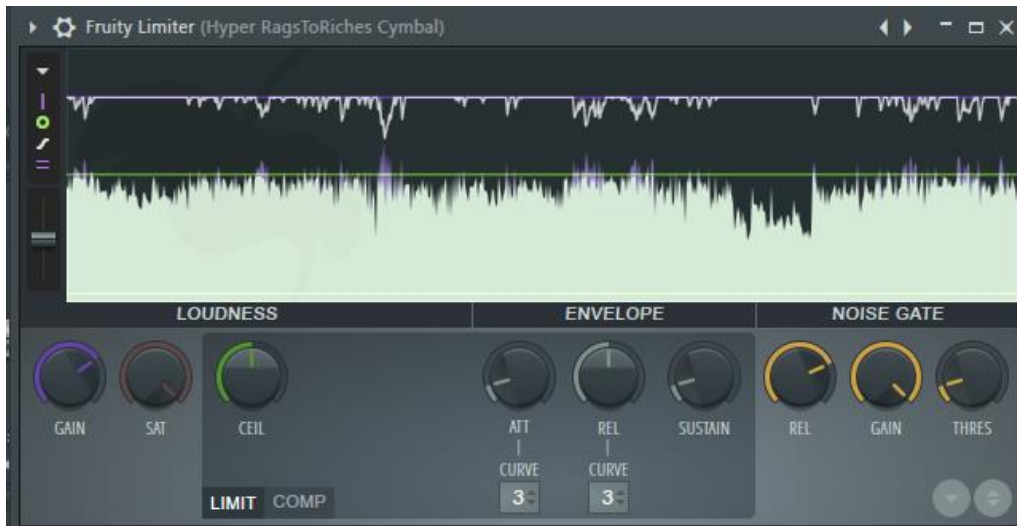 Fruity Limiter (Hyper RagsToRiches Cymbal)
LOUDNESS ENVELOPE NOISE GATE
GAIN SAT CEIL ATT REL SUSTAIN REL GAIN THRES
CURVE CURVE
LIMIT COMP 3 3